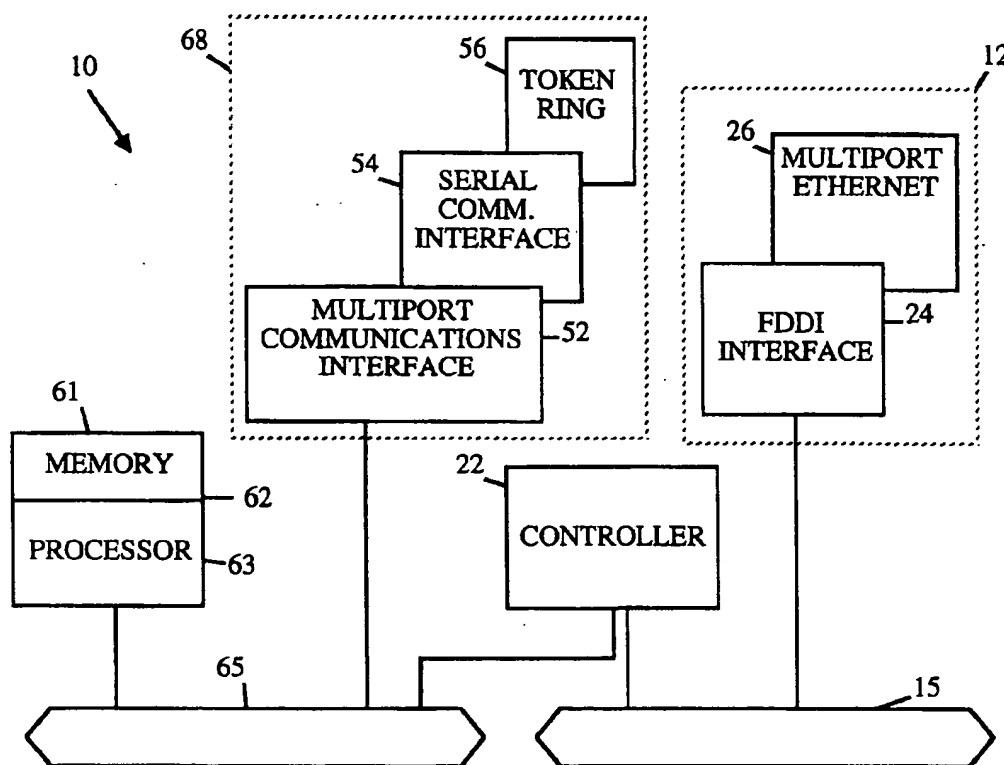 10
68
56
TOKEN
RING
12
54
SERIAL
COMM.
INTERFACE
26
MULTIPORT
ETHERNET
MULTIPORT
COMMUNICATIONS
INTERFACE
52
FDDI
INTERFACE
24
61
MEMORY
62
PROCESSOR
63
22
CONTROLLER
65
15